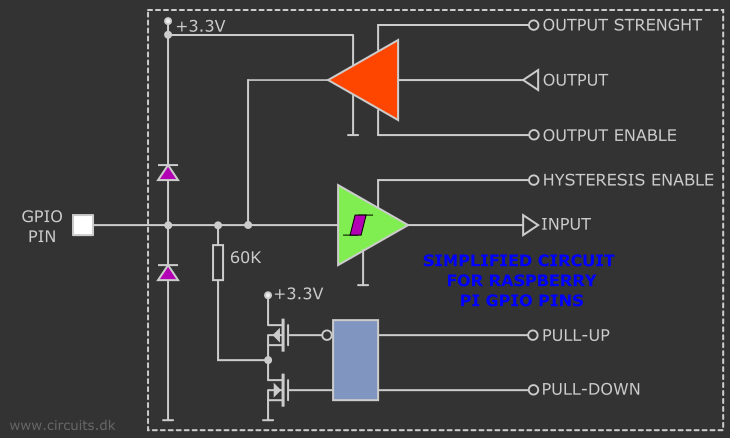 +3.3V
OUTPUT STRENGHT
OUTPUT
OUTPUT ENABLE
HYSTERESIS ENABLE
GPIO
PIN
INPUT
60K
SIMPLIFIED CIRCUIT
FOR RASPBERRY
PI GPIO PINS
+3.3V
PULL-UP
PULL-DOWN
www.circuits.dk